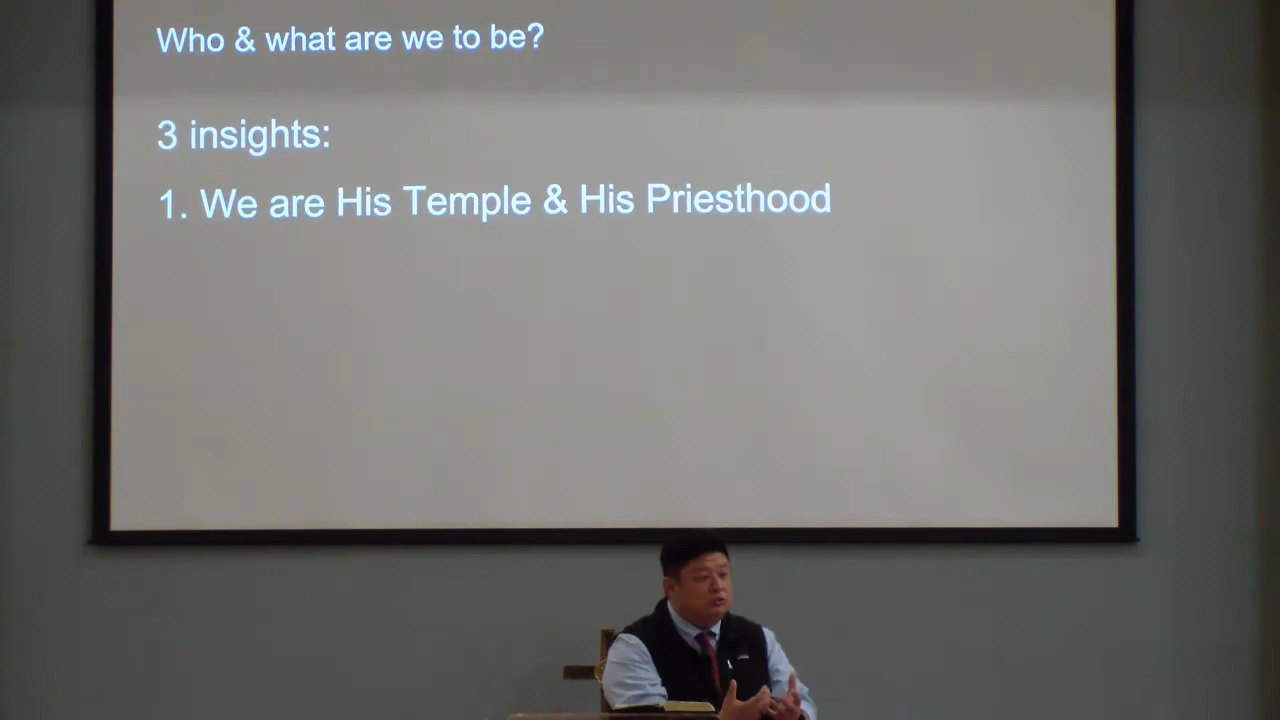 Who & what are we to be?
3 insights:
1. We are His Temple & His Priesthood